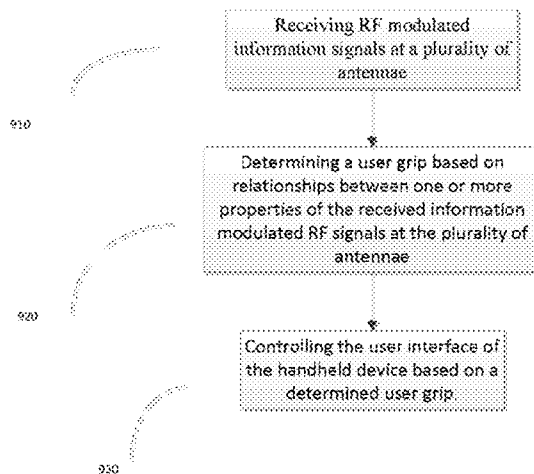 Receiving RF modulated
information signals at a plurality of
antennae
910
Determining a user grip based on
relationships between one or more
properties of the received information
modulated RF signals at the plurality of
antennae
920
Controlling the user interface of
the handheld device based on a
determined user grip.
930